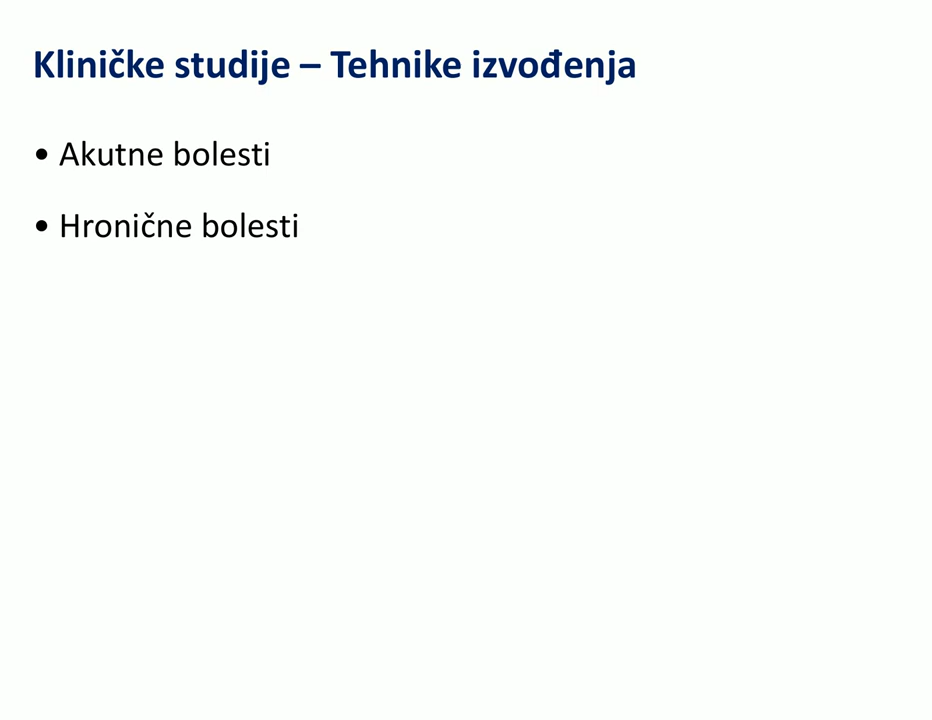 Kliničke studije – Tehnike izvođenja
• Akutne bolesti
• Hronične bolesti